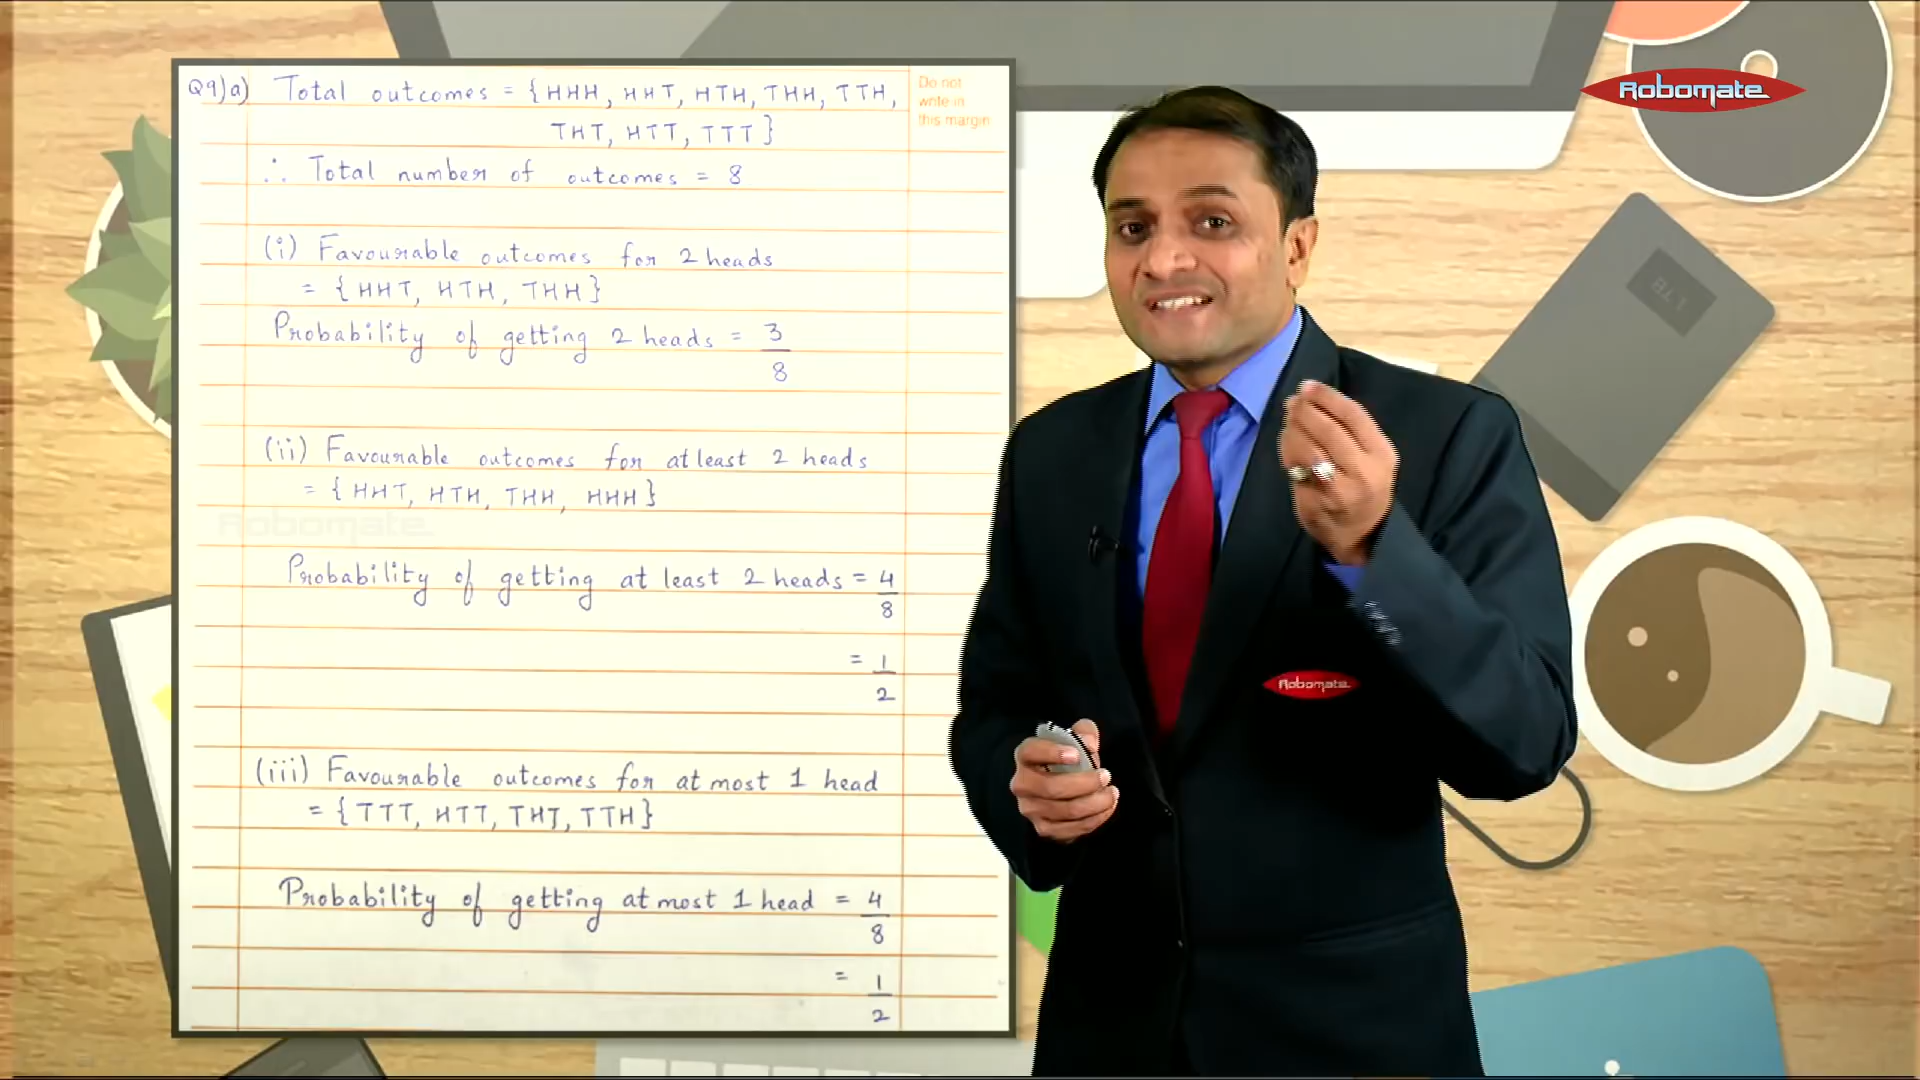 Q9)a) Total outcomes = {HHH, HHT, HTH, THH, TTH,
THT, HTT, TTT}
∴ Total number of outcomes = 8
(i) Favourable outcomes for 2 heads
= {HHT, HTH, THH}
Probability of getting 2 heads = 3/8
(ii) Favourable outcomes for atleast 2 heads
= {HHT, HTH, THH, HHH}
Probability of getting at least 2 heads = 4/8
= 1/2
(iii) Favourable outcomes for at most 1 head
= {TTT, HTT, THT, TTH}
Probability of getting at most 1 head = 4/8
= 1/2
Do not
write in
this margin
Robomate
Robomate
Robomate